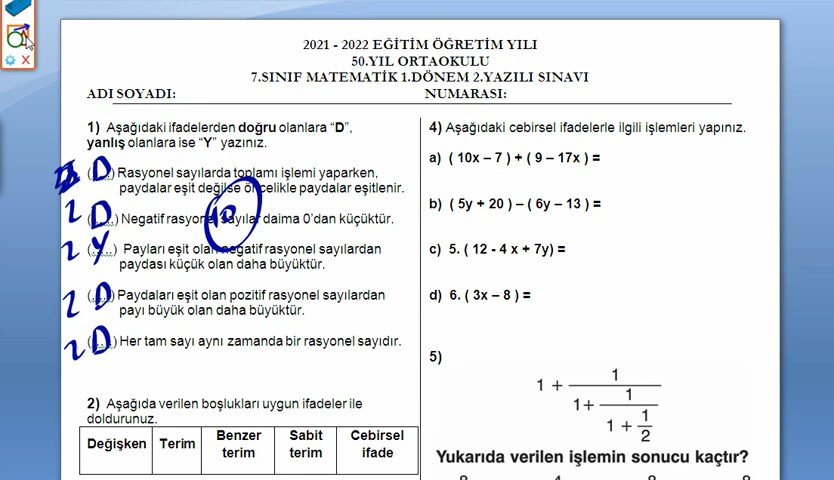 2021 - 2022 EĞİTİM ÖĞRETİM YILI
50.YIL ORTAOKULU
7.SINIF MATEMATİK 1.DÖNEM 2.YAZILI SINAVI
ADI SOYADI: NUMARASI:
1) Aşağıdaki ifadelerden doğru olanlara “D”,
yanlış olanlara ise “Y” yazınız.
2 D (.....) Rasyonel sayılarda toplamı işlemi yaparken,
paydalar eşit değilse öncelikle paydalar eşitlenir.
2 D (.....) Negatif rasyonel sayılar daima 0’dan küçüktür.
10
2 Y (.....) Payları eşit olan negatif rasyonel sayılardan
paydası küçük olan daha büyüktür.
2 D (.....) Paydaları eşit olan pozitif rasyonel sayılardan
payı büyük olan daha büyüktür.
2 D (.....) Her tam sayı aynı zamanda bir rasyonel sayıdır.
2) Aşağıda verilen boşlukları uygun ifadeler ile
doldurunuz.
Değişken Terim Benzer terim Sabit terim Cebirsel ifade
4) Aşağıdaki cebirsel ifadelerle ilgili işlemleri yapınız.
a) ( 10x – 7 ) + ( 9 – 17x ) =
b) ( 5y + 20 ) – ( 6y – 13 ) =
c) 5. ( 12 - 4 x + 7y) =
d) 6. ( 3x – 8 ) =
5)
1 + 1
1+ 1
1 + 1
2
Yukarıda verilen işlemin sonucu kaçtır?